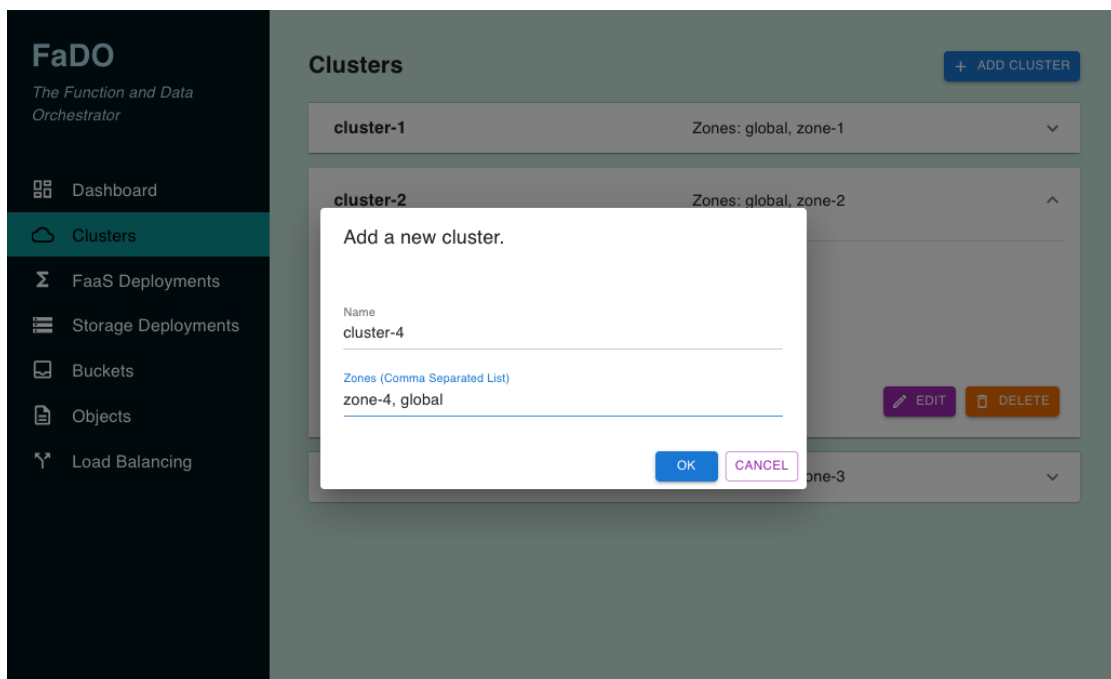 FaDO
The Function and Data
Orchestrator
Dashboard
Clusters
FaaS Deployments
Storage Deployments
Buckets
Objects
Load Balancing
Clusters
+ ADD CLUSTER
cluster-1
Zones: global, zone-1
cluster-2
Zones: global, zone-2
Add a new cluster.
Name
cluster-4
Zones (Comma Separated List)
zone-4, global
OK
CANCEL
EDIT
DELETE
one-3